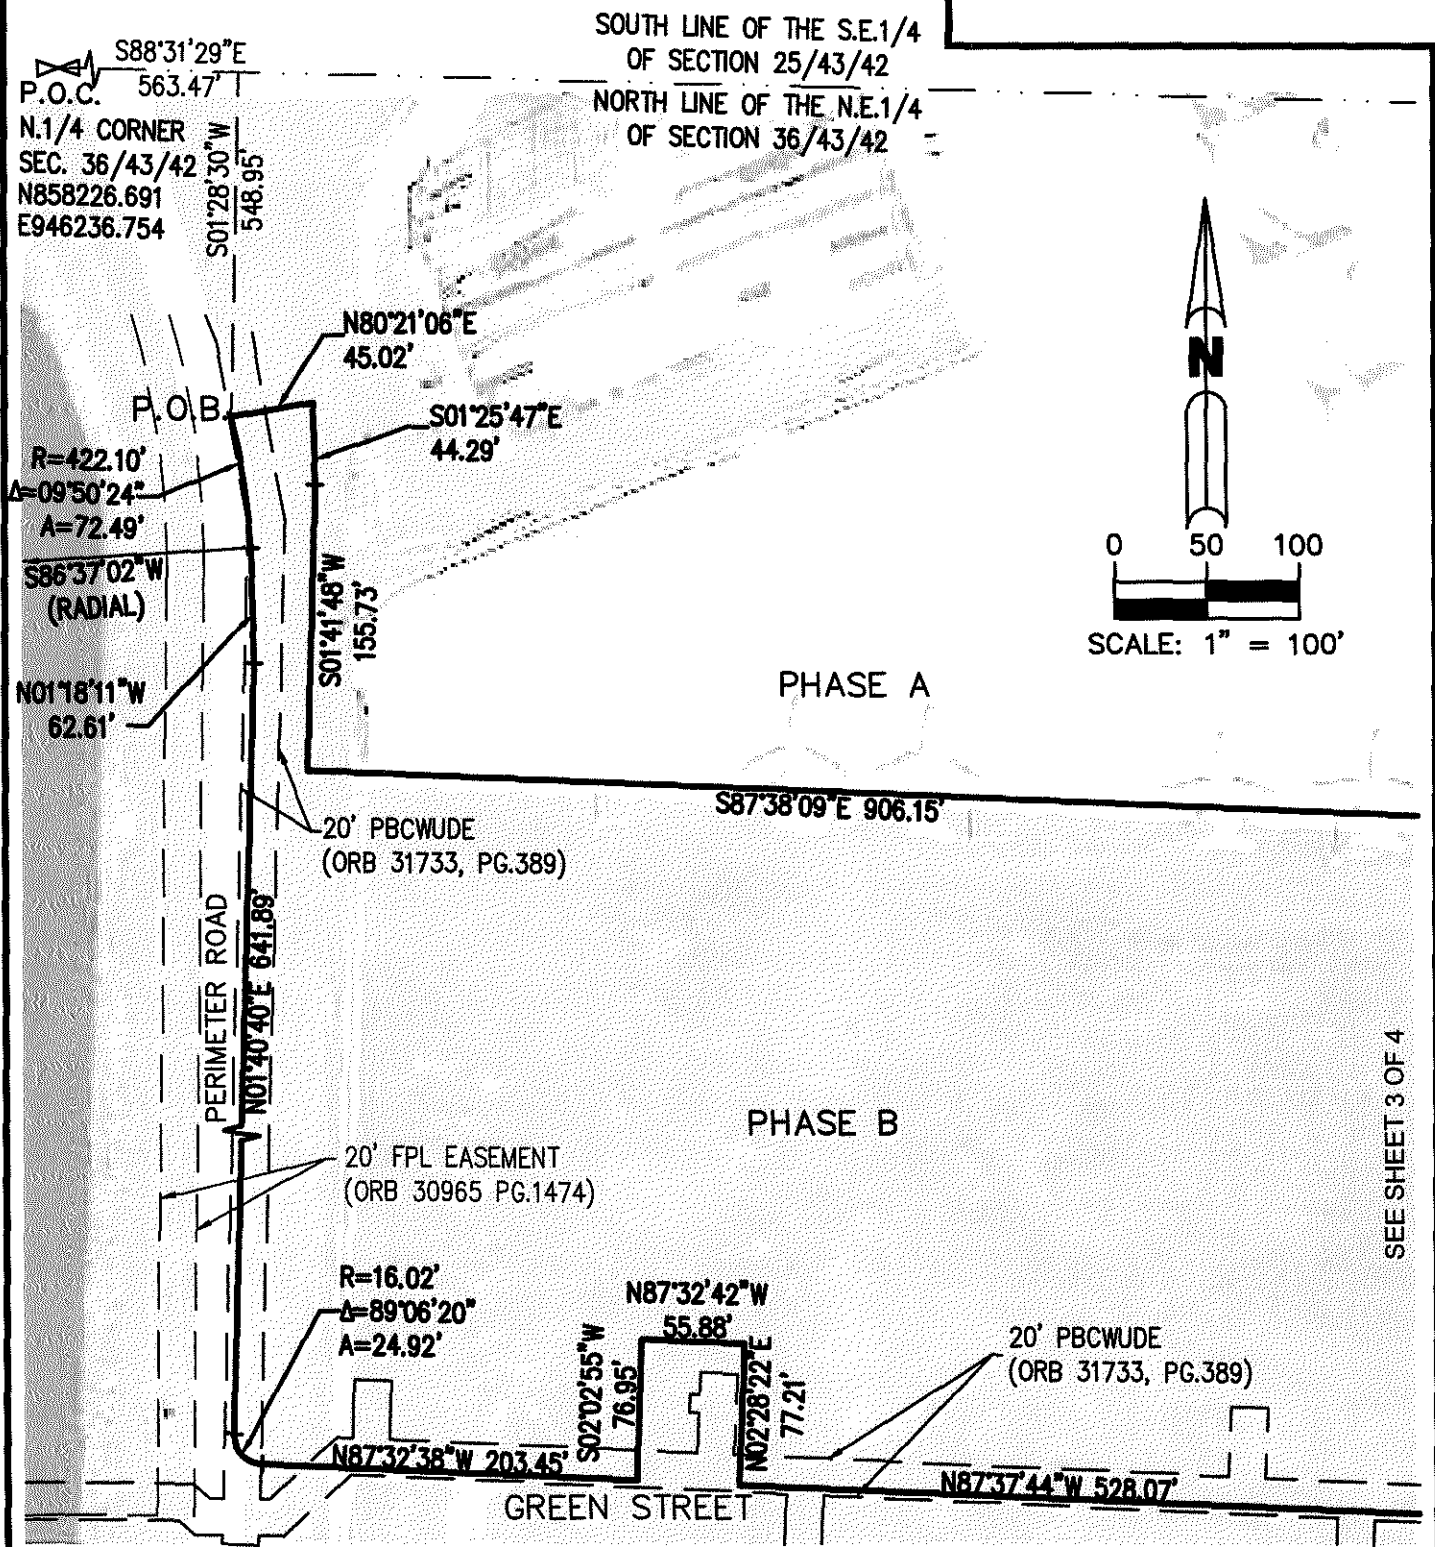 SOUTH LINE OF THE S.E.1/4
OF SECTION 25/43/42
NORTH LINE OF THE N.E.1/4
OF SECTION 36/43/42
S88°31'29"E
563.47'
P.O.C.
N.1/4 CORNER
SEC. 36/43/42
N858226.691
E946236.754
S01°28'30"W
548.95'
N80°21'06"E
45.02'
P.O.B.
S01°25'47"E
44.29'
R=422.10'
Δ=09°50'24"
A=72.49'
S86°37'02"W
(RADIAL)
S01°41'48"W
155.73'
N01°18'11"W
62.61'
N
0 50 100
SCALE: 1" = 100'
PHASE A
S87°38'09"E 906.15'
20' PBCWUDE
(ORB 31733, PG.389)
PERIMETER ROAD
N01°40'40"E 641.89'
PHASE B
SEE SHEET 3 OF 4
20' FPL EASEMENT
(ORB 30965 PG.1474)
R=16.02'
Δ=89°06'20"
A=24.92'
N87°32'42"W
55.88'
S02°02'55"W
76.95'
N02°28'22"E
77.21'
20' PBCWUDE
(ORB 31733, PG.389)
N87°32'38"W 203.45'
N87°37'44"W 528.07'
GREEN STREET